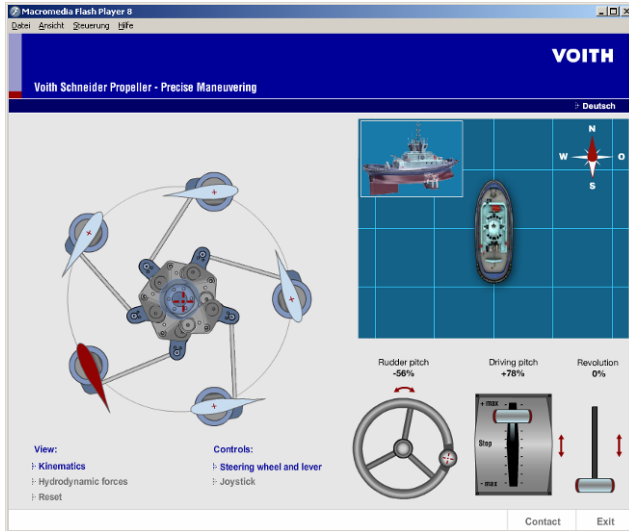 Macromedia Flash Player 8
Datei Ansicht Steuerung Hilfe
VOITH
Voith Schneider Propeller - Precise Maneuvering
Deutsch
N
W O
S
Rudder pitch
-56%
Driving pitch
+78%
Revolution
0%
+ max
Stop
- max
View:
Kinematics
Hydrodynamic forces
Reset
Controls:
Steering wheel and lever
Joystick
Contact Exit